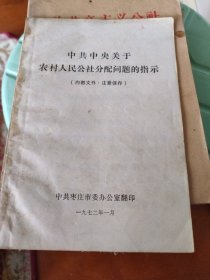 中共中央关于
农村人民公社分配问题的指示
（内部文件·注意保存）
中共枣庄市委办公室翻印
一九七二年一月